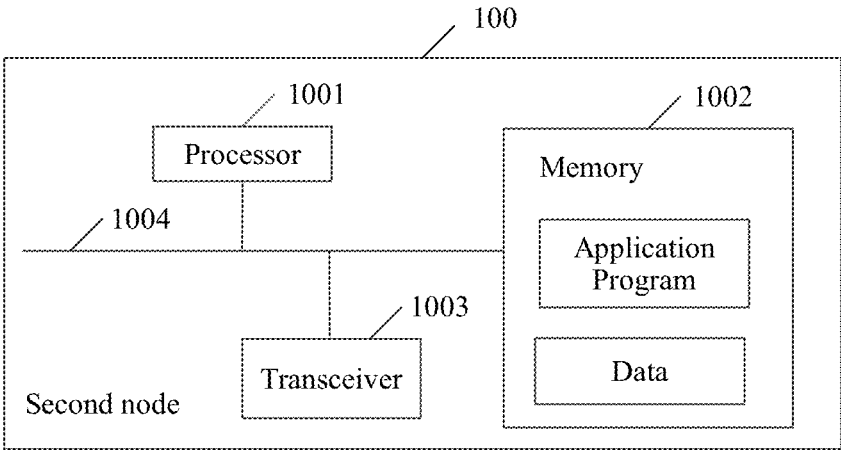 100
1001
1002
Processor
Memory
1004
Application
Program
1003
Transceiver
Data
Second node